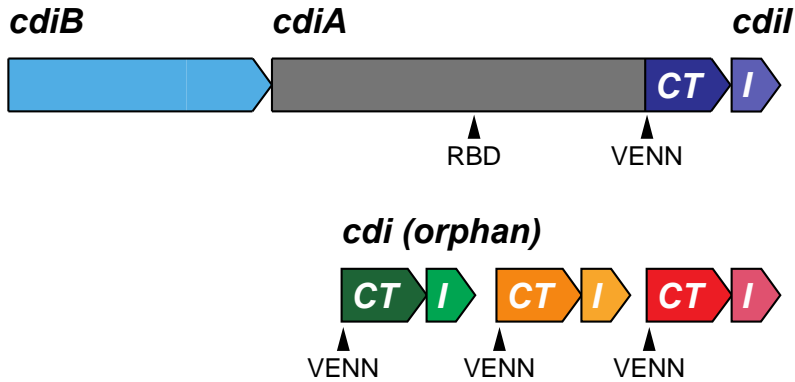 cdiB cdiA cdiI
CT I
RBD VENN
cdi (orphan)
CT I CT I CT I
VENN VENN VENN